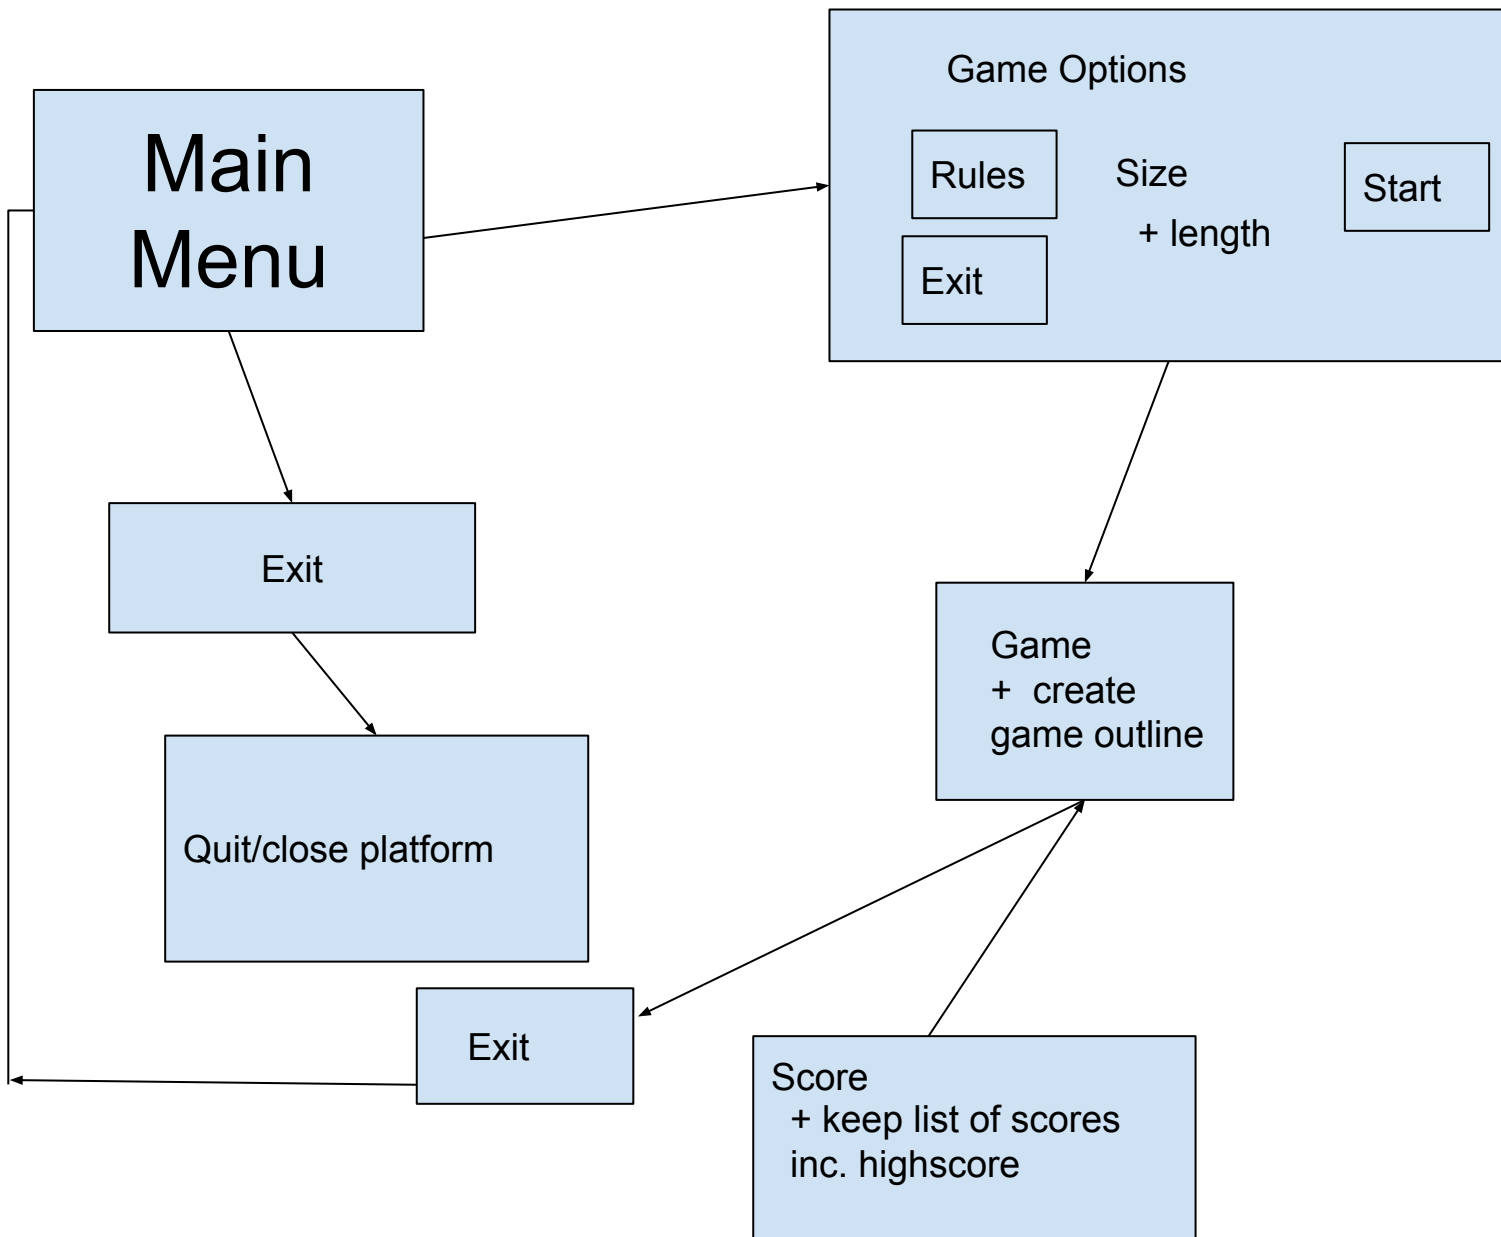 Main
Menu
Game Options
Rules
Size
+ length
Start
Exit
Exit
Game
+  create
game outline
Quit/close platform
Exit
Score
+ keep list of scores
inc. highscore